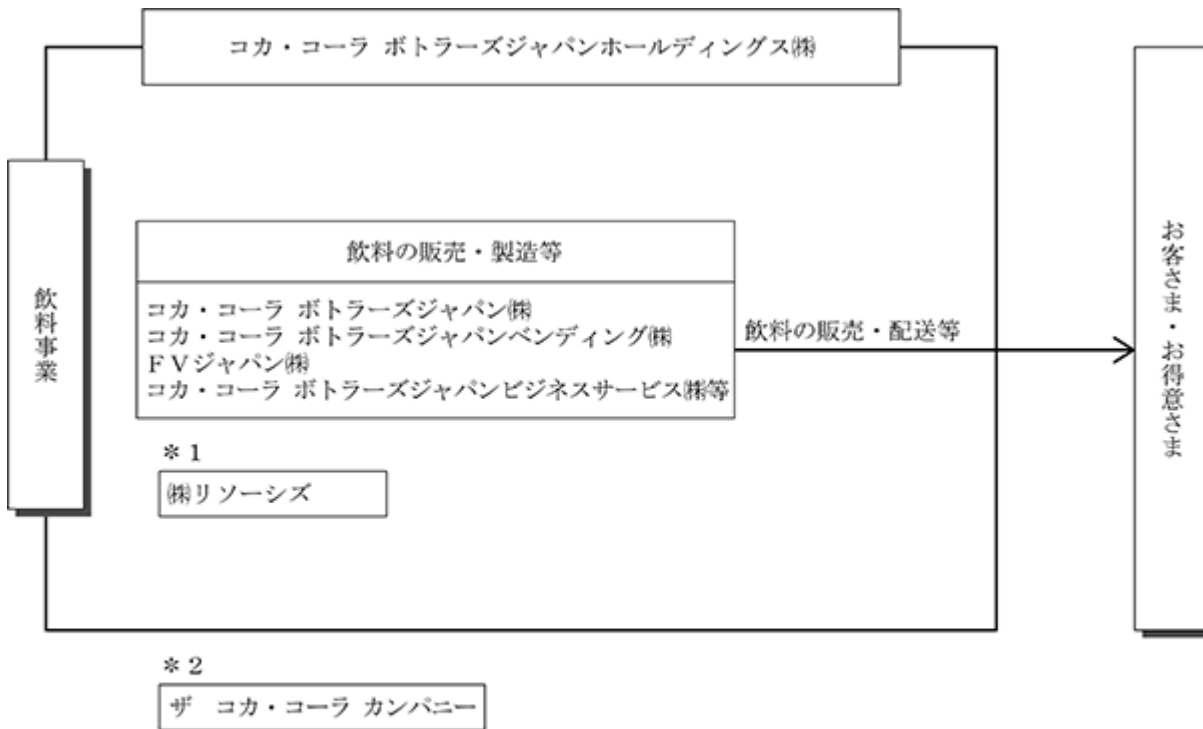 コカ・コーラ ボトラーズジャパンホールディングス㈱
飲料事業
飲料の販売・製造等
コカ・コーラ ボトラーズジャパン㈱
コカ・コーラ ボトラーズジャパンベンディング㈱
ＦＶジャパン㈱
コカ・コーラ ボトラーズジャパンビジネスサービス㈱等
飲料の販売・配送等
お客さま・お得意さま
＊１
㈱リソーシズ
＊２
ザ　コカ・コーラ カンパニー